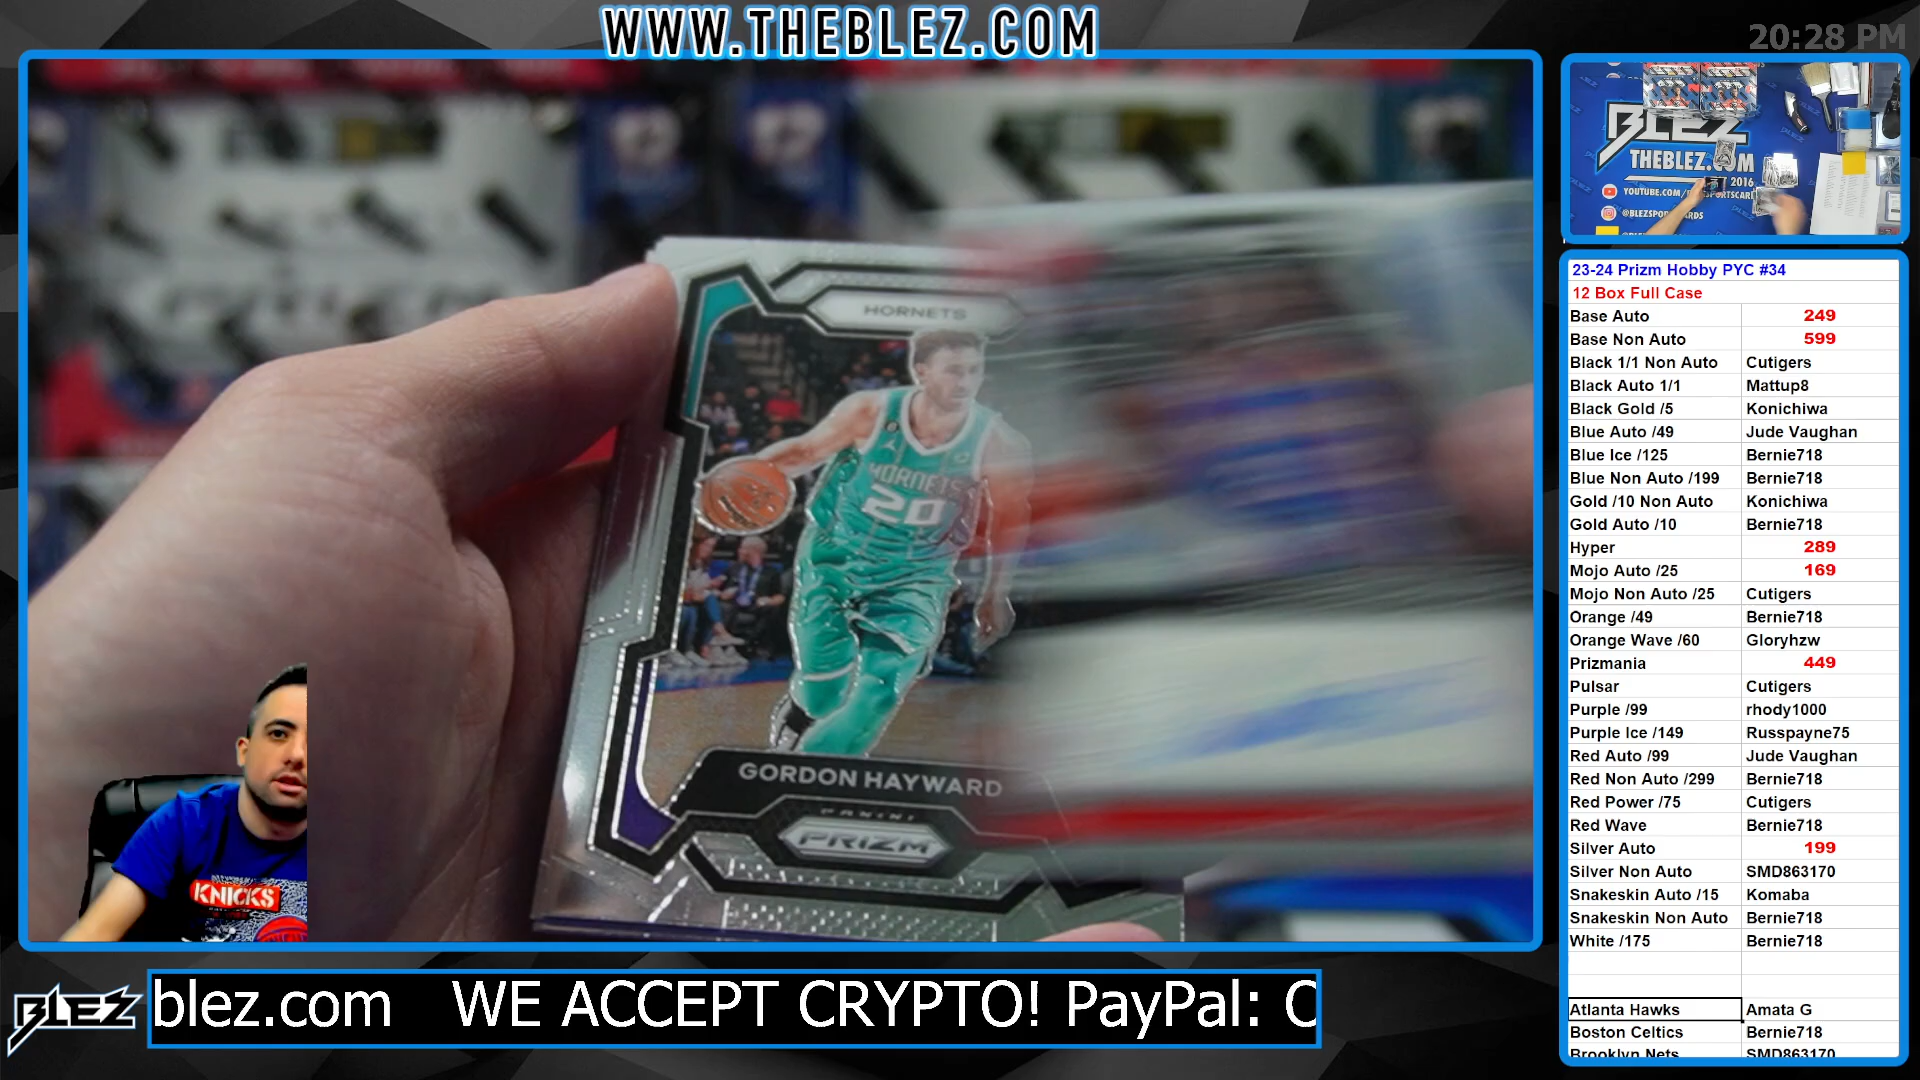 WWW.THEBLEZ.COM
20:28 PM
HORNETS
HORNETS
20
GORDON HAYWARD
PANINI
PRIZM
KNICKS
BLEZ
THEBLEZ.COM
2016
@BLEZSPO
23-24 Prizm Hobby PYC #34
12 Box Full Case
Base Auto 249
Base Non Auto 599
Black 1/1 Non Auto Cutigers
Black Auto 1/1 Mattup8
Black Gold /5 Konichiwa
Blue Auto /49 Jude Vaughan
Blue Ice /125 Bernie718
Blue Non Auto /199 Bernie718
Gold /10 Non Auto Konichiwa
Gold Auto /10 Bernie718
Hyper 289
Mojo Auto /25 169
Mojo Non Auto /25 Cutigers
Orange /49 Bernie718
Orange Wave /60 Gloryhzw
Prizmania 449
Pulsar Cutigers
Purple /99 rhody1000
Purple Ice /149 Russpayne75
Red Auto /99 Jude Vaughan
Red Non Auto /299 Bernie718
Red Power /75 Cutigers
Red Wave Bernie718
Silver Auto 199
Silver Non Auto SMD863170
Snakeskin Auto /15 Komaba
Snakeskin Non Auto Bernie718
White /175 Bernie718
Atlanta Hawks Amata G
Boston Celtics Bernie718
Brooklyn Nets SMD863170
BLEZ
blez.com WE ACCEPT CRYPTO! PayPal: C